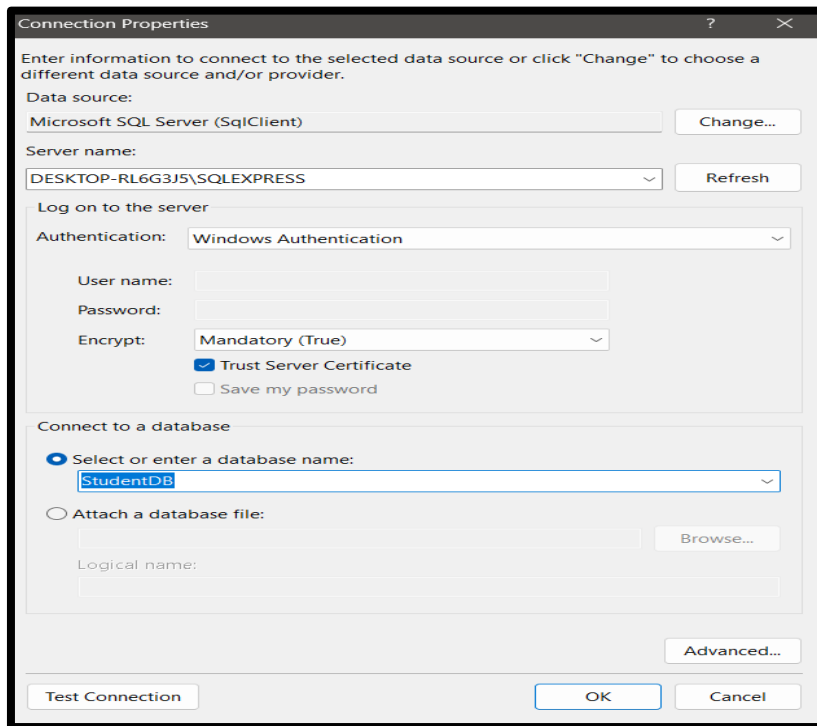 Connection Properties ?
Enter information to connect to the selected data source or click "Change" to choose a
different data source and/or provider.
Data source:
Microsoft SQL Server (SqlClient) Change...
Server name:
DESKTOP-RL6G3J5\SQLEXPRESS Refresh
Log on to the server
Authentication: Windows Authentication
User name:
Password:
Encrypt: Mandatory (True)
Trust Server Certificate
Save my password
Connect to a database
Select or enter a database name:
StudentDB
Attach a database file:
Browse...
Logical name:
Advanced...
Test Connection OK Cancel